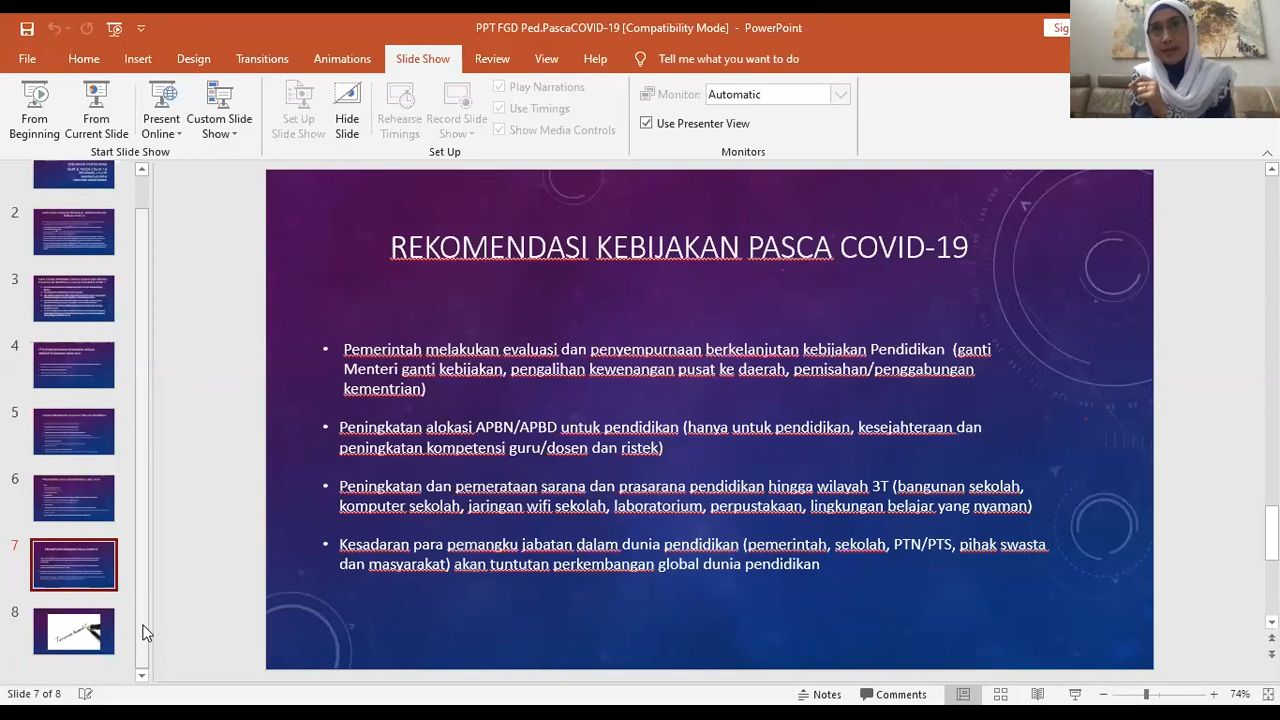 PPT FGD Ped.PascaCOVID-19 [Compatibility Mode] - PowerPoint
File Home Insert Design Transitions Animations Slide Show Review View Help Tell me what you want to do
From Beginning
From Current Slide
Present Online
Custom Slide Show
Set Up Slide Show
Hide Slide
Rehearse Timings
Record Slide Show
Play Narrations
Use Timings
Show Media Controls
Monitor: Automatic
Use Presenter View
Start Slide Show
Set Up
Monitors
2
3
4
5
6
7
8
REKOMENDASI KEBIJAKAN PASCA COVID-19
• Pemerintah melakukan evaluasi dan penyempurnaan berkelanjutan kebijakan Pendidikan (ganti
Menteri ganti kebijakan, pengalihan kewenangan pusat ke daerah, pemisahan/penggabungan
kementrian)
• Peningkatan alokasi APBN/APBD untuk pendidikan (hanya untuk pendidikan, kesejahteraan dan
peningkatan kompetensi guru/dosen dan ristek)
• Peningkatan dan pemerataan sarana dan prasarana pendidikan hingga wilayah 3T (bangunan sekolah,
komputer sekolah, jaringan wifi sekolah, laboratorium, perpustakaan, lingkungan belajar yang nyaman)
• Kesadaran para pemangku jabatan dalam dunia pendidikan (pemerintah, sekolah, PTN/PTS, pihak swasta
dan masyarakat) akan tuntutan perkembangan global dunia pendidikan
Slide 7 of 8
Notes
Comments
74%